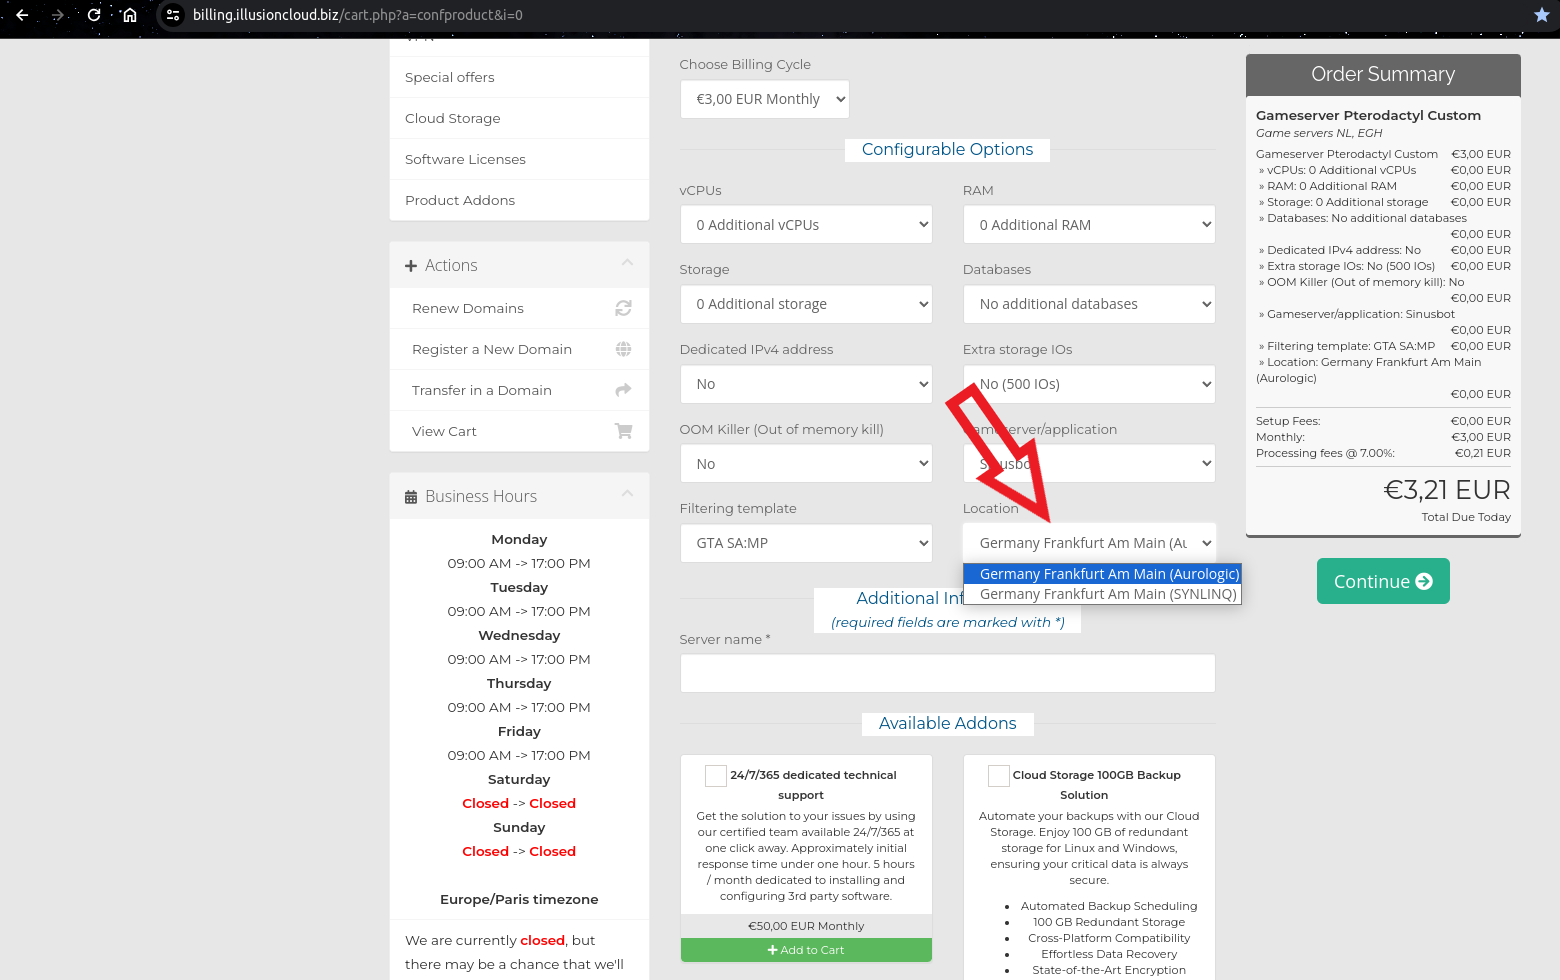 billing.illusioncloud.biz/cart.php?a=confproduct&i=0
Special offers
Cloud Storage
Software Licenses
Product Addons
Actions
Renew Domains
Register a New Domain
Transfer in a Domain
View Cart
Business Hours
Monday
09:00 AM -> 17:00 PM
Tuesday
09:00 AM -> 17:00 PM
Wednesday
09:00 AM -> 17:00 PM
Thursday
09:00 AM -> 17:00 PM
Friday
09:00 AM -> 17:00 PM
Saturday
Closed -> Closed
Sunday
Closed -> Closed
Europe/Paris timezone
We are currently closed, but
there may be a chance that we'll
Choose Billing Cycle
€3,00 EUR Monthly
Configurable Options
vCPUs
0 Additional vCPUs
RAM
0 Additional RAM
Storage
0 Additional storage
Databases
No additional databases
Dedicated IPv4 address
No
Extra storage IOs
No (500 IOs)
OOM Killer (Out of memory kill)
No
Gameserver/application
Sinusbot
Filtering template
GTA SA:MP
Location
Germany Frankfurt Am Main (Au
Germany Frankfurt Am Main (Aurologic)
Germany Frankfurt Am Main (SYNLINQ)
Additional Inf
(required fields are marked with *)
Server name *
Available Addons
24/7/365 dedicated technical
support
Get the solution to your issues by using
our certified team available 24/7/365 at
one click away. Approximately initial
response time under one hour. 5 hours
/ month dedicated to installing and
configuring 3rd party software.
€50,00 EUR Monthly
Add to Cart
Cloud Storage 100GB Backup
Solution
Automate your backups with our Cloud
Storage. Enjoy 100 GB of redundant
storage for Linux and Windows,
ensuring your critical data is always
secure.
• Automated Backup Scheduling
• 100 GB Redundant Storage
• Cross-Platform Compatibility
• Effortless Data Recovery
• State-of-the-Art Encryption
Order Summary
Gameserver Pterodactyl Custom
Game servers NL, EGH
Gameserver Pterodactyl Custom €3,00 EUR
» vCPUs: 0 Additional vCPUs €0,00 EUR
» RAM: 0 Additional RAM €0,00 EUR
» Storage: 0 Additional storage €0,00 EUR
» Databases: No additional databases
€0,00 EUR
» Dedicated IPv4 address: No €0,00 EUR
» Extra storage IOs: No (500 IOs) €0,00 EUR
» OOM Killer (Out of memory kill): No
€0,00 EUR
» Gameserver/application: Sinusbot
€0,00 EUR
» Filtering template: GTA SA:MP €0,00 EUR
» Location: Germany Frankfurt Am Main
(Aurologic)
€0,00 EUR
Setup Fees: €0,00 EUR
Monthly: €3,00 EUR
Processing fees @ 7.00%: €0,21 EUR
€3,21 EUR
Total Due Today
Continue